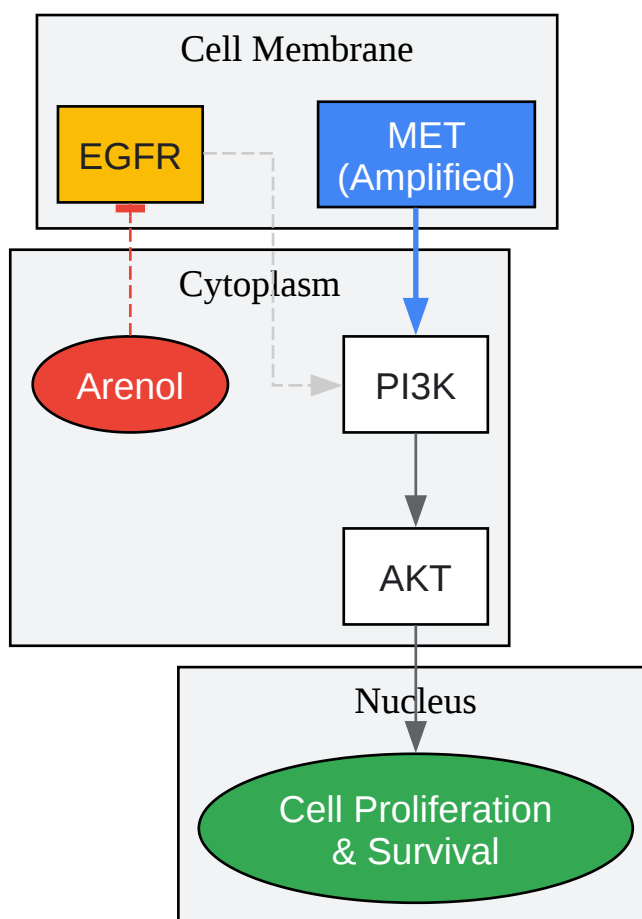 Cell Membrane
EGFR
MET
(Amplified)
Cytoplasm
Arenol
PI3K
AKT
Nucleus
Cell Proliferation
& Survival